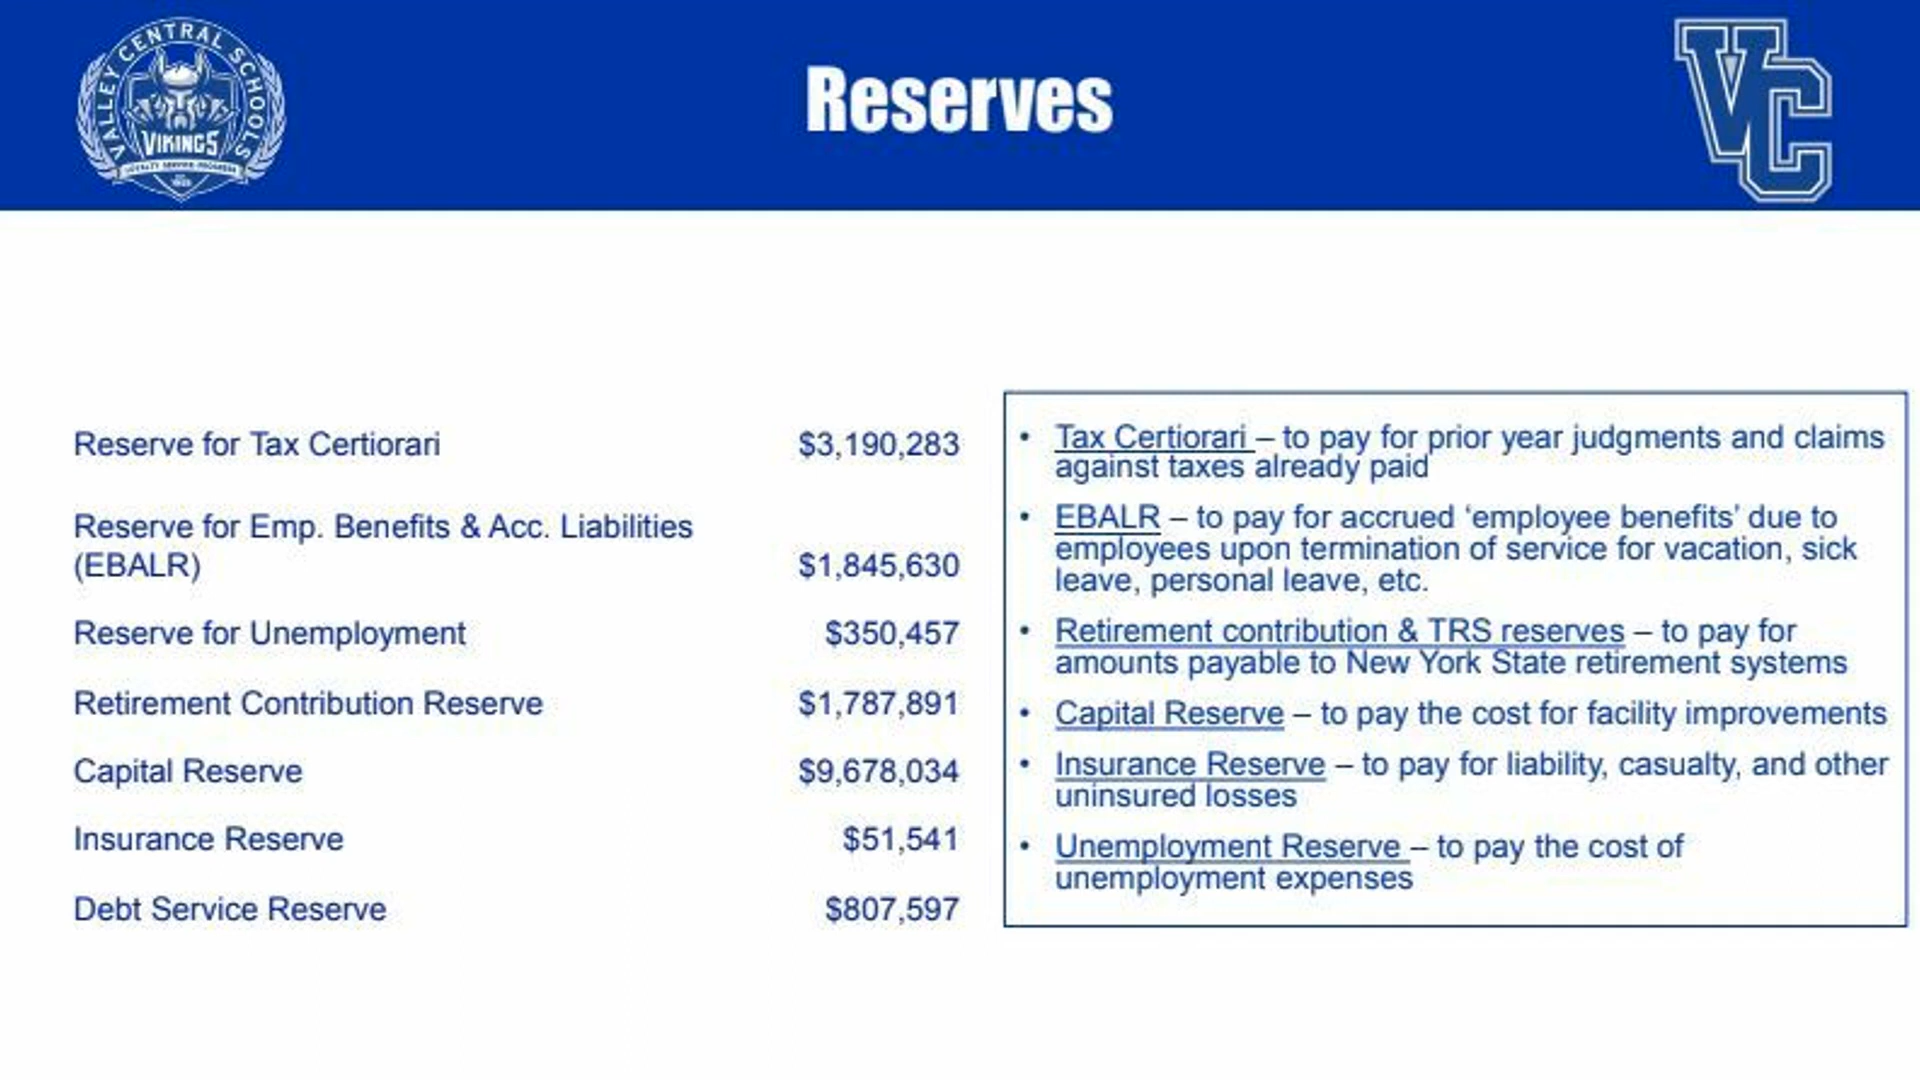 VALLEY CENTRAL SCHOOLS
VIKINGS
Reserves
VC
Reserve for Tax Certiorari $3,190,283
Reserve for Emp. Benefits & Acc. Liabilities
(EBALR) $1,845,630
Reserve for Unemployment $350,457
Retirement Contribution Reserve $1,787,891
Capital Reserve $9,678,034
Insurance Reserve $51,541
Debt Service Reserve $807,597
• Tax Certiorari – to pay for prior year judgments and claims
against taxes already paid
• EBALR – to pay for accrued ‘employee benefits’ due to
employees upon termination of service for vacation, sick
leave, personal leave, etc.
• Retirement contribution & TRS reserves – to pay for
amounts payable to New York State retirement systems
• Capital Reserve – to pay the cost for facility improvements
• Insurance Reserve – to pay for liability, casualty, and other
uninsured losses
• Unemployment Reserve – to pay the cost of
unemployment expenses